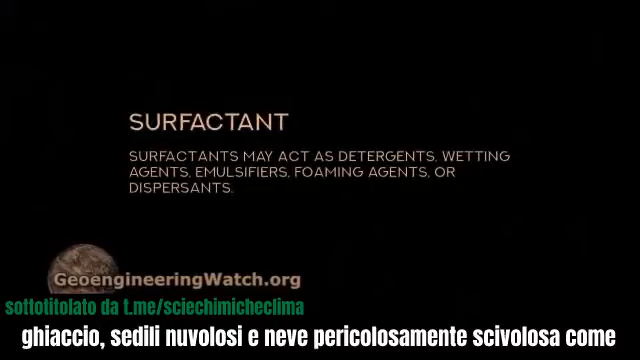 SURFACTANT
SURFACTANTS MAY ACT AS DETERGENTS, WETTING
AGENTS, EMULSIFIERS, FOAMING AGENTS, OR
DISPERSANTS.
GeoengineeringWatch.org
sottotitolato da t.me/sciechimicheclima
ghiaccio, sedili nuvolosi e neve pericolosamente scivolosa come